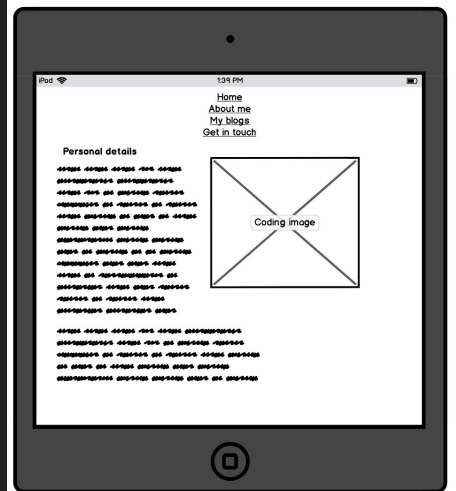 iPad
1:39 PM
Home
About me
My blogs
Get in touch
Personal details
Coding image